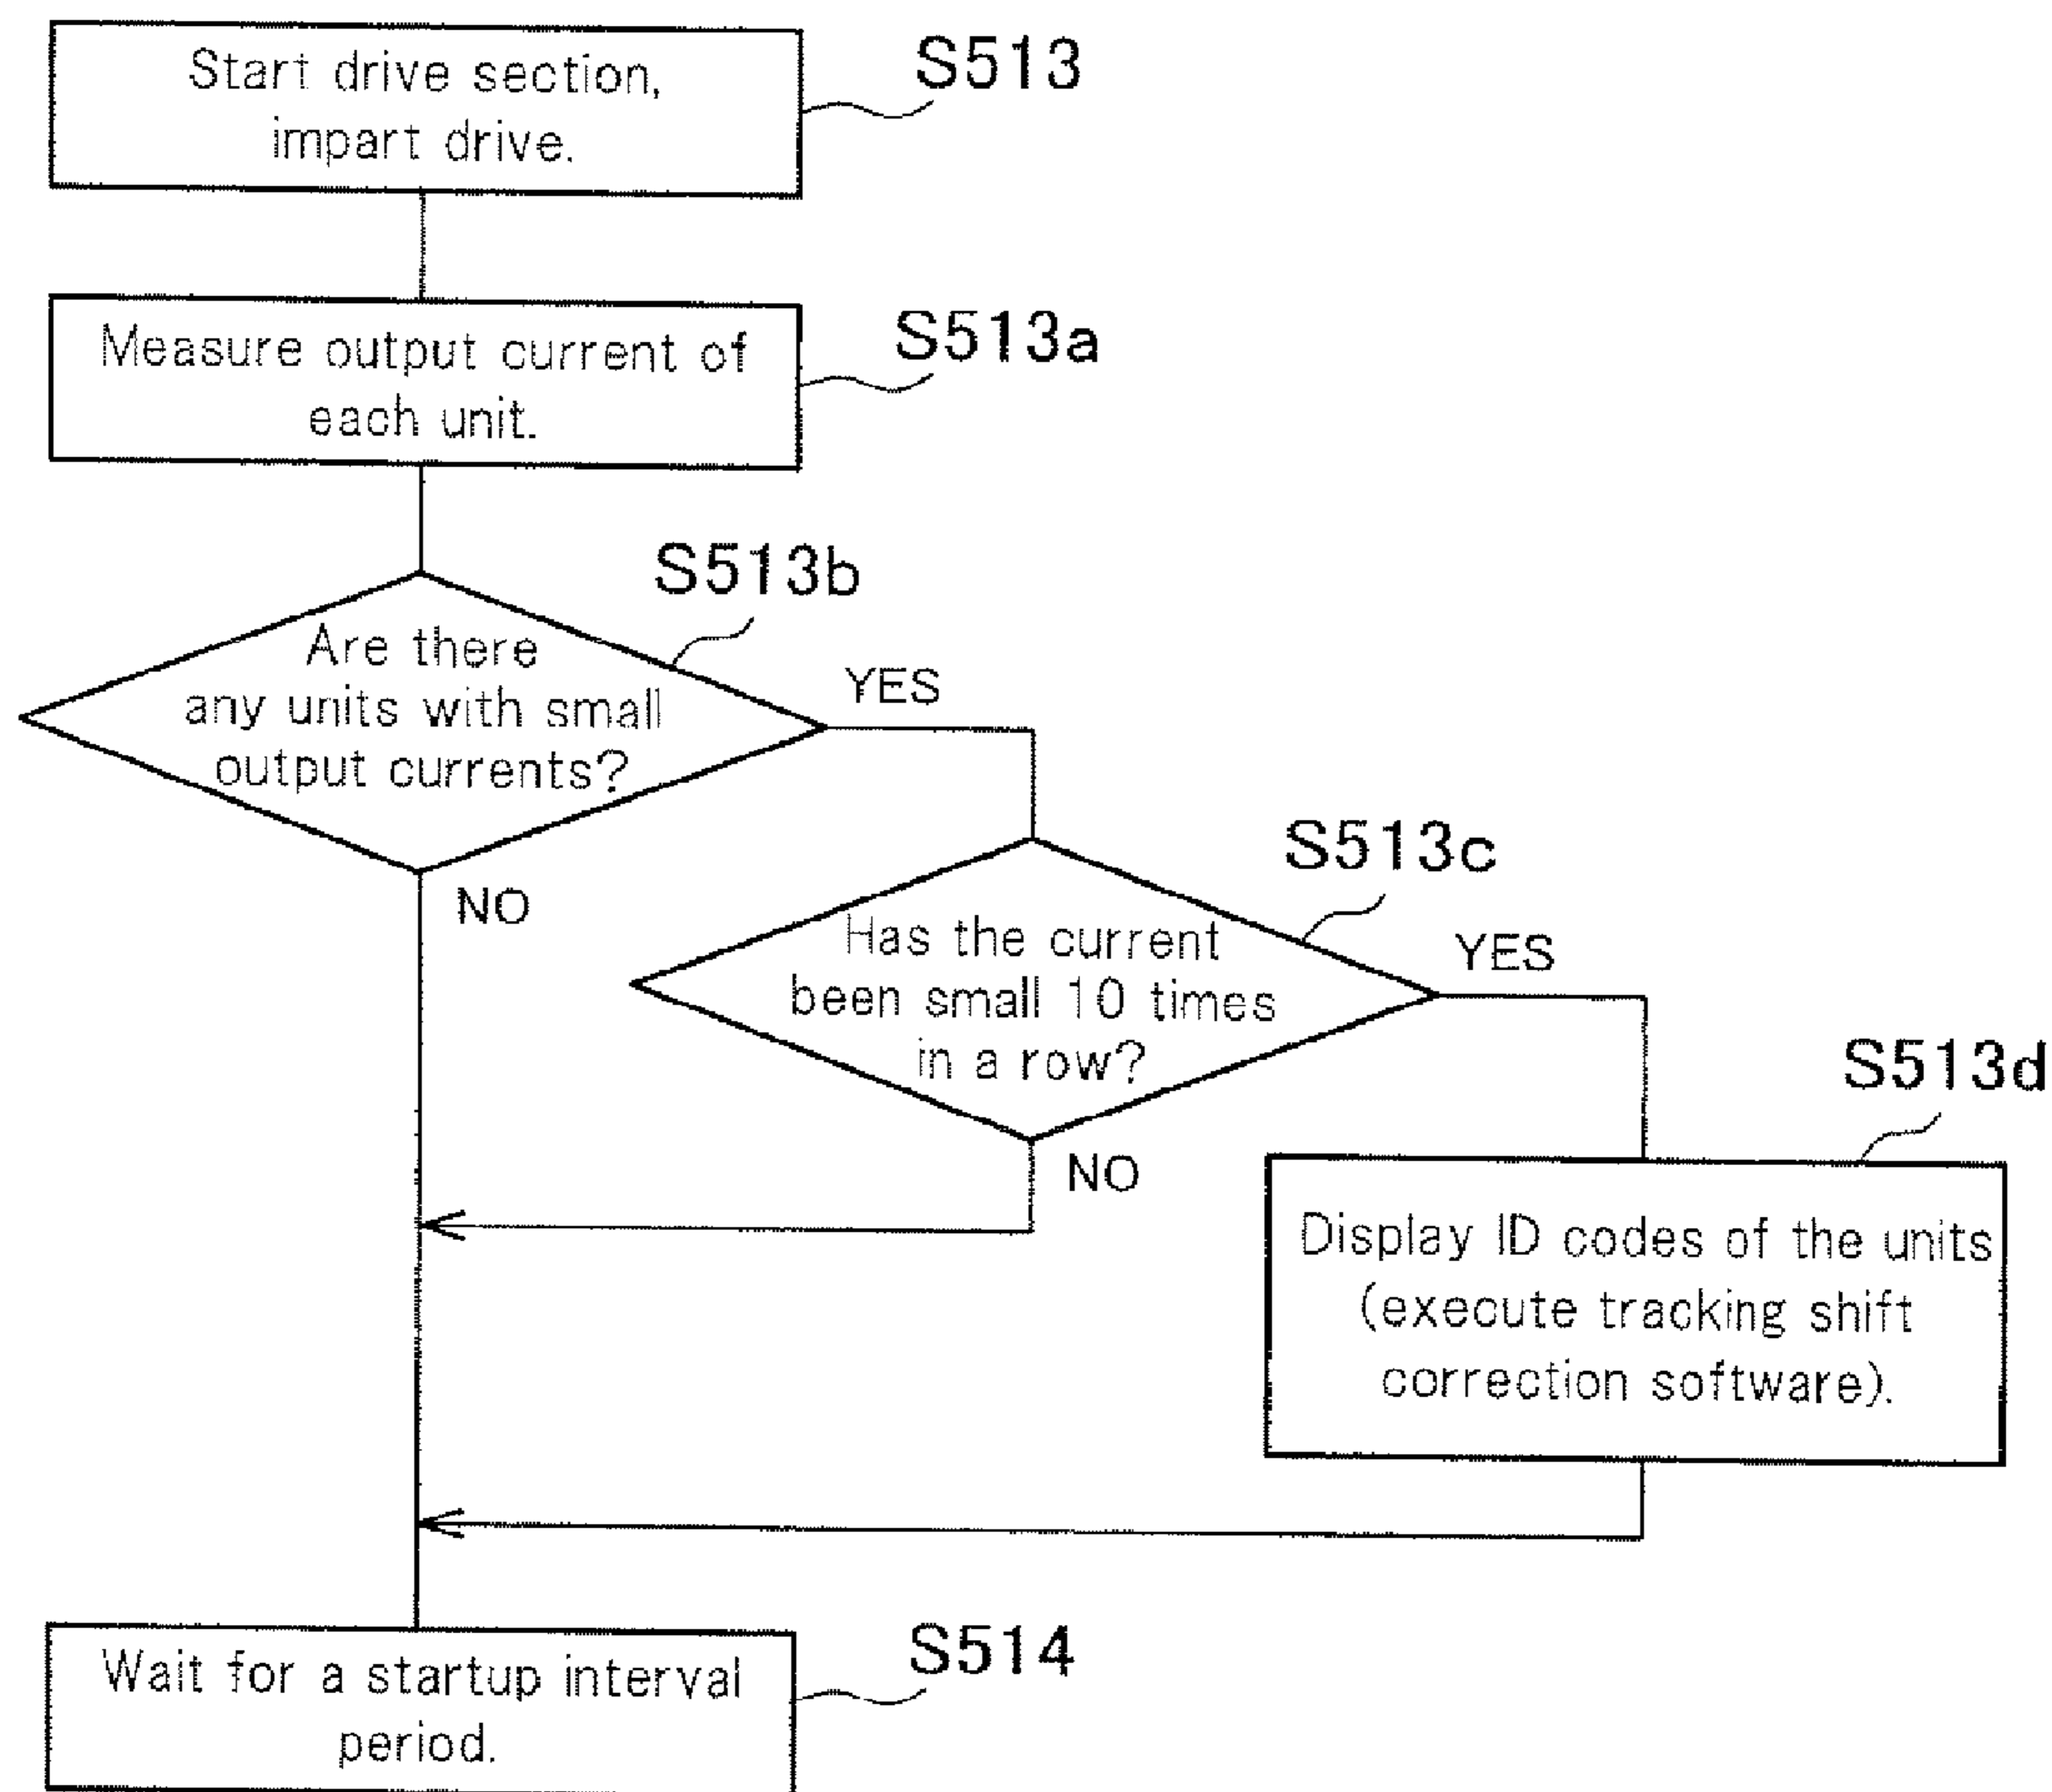 Start drive section,
impart drive.
S513
Measure output current of
each unit.
S513a
S513b
Are there
any units with small
output currents?
YES
NO
S513c
Has the current
been small 10 times
in a row?
YES
NO
S513d
Display ID codes of the units
(execute tracking shift
correction software).
Wait for a startup interval
period.
S514